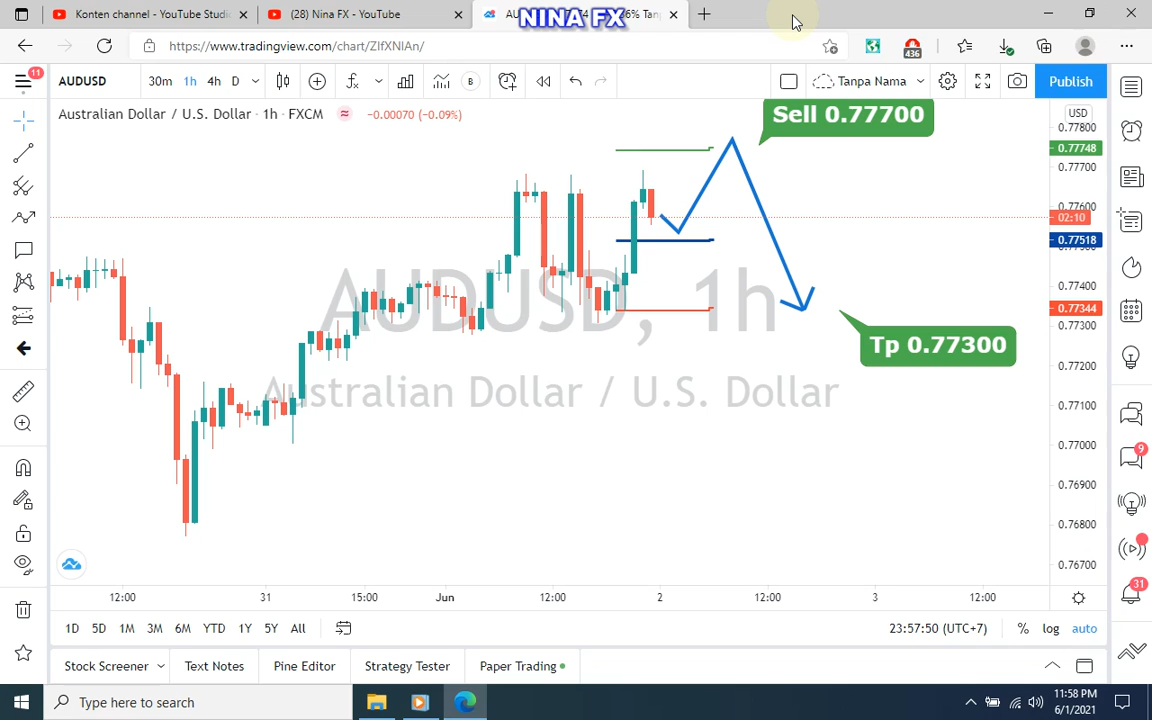 Konten channel - YouTube Studi
(28) Nina FX - YouTube
NINA FX
https://www.tradingview.com/chart/ZIfXNIAn/
436
11
AUDUSD
30m 1h 4h D
B
Tanpa Nama
Publish
Australian Dollar / U.S. Dollar · 1h · FXCM
−0.00070 (−0.09%)
USD
Sell 0.77700
Tp 0.77300
AUDUSD, 1h
Australian Dollar / U.S. Dollar
0.77800
0.77748
0.77700
0.77600
02:10
0.77518
0.77400
0.77344
0.77300
0.77200
0.77100
0.77000
0.76900
0.76800
0.76700
9
31
12:00 31 15:00 Jun 12:00 2 12:00 3 12:00
1D 5D 1M 3M 6M YTD 1Y 5Y All
23:57:50 (UTC+7) % log auto
Stock Screener Text Notes Pine Editor Strategy Tester Paper Trading
Type here to search
11:58 PM
6/1/2021